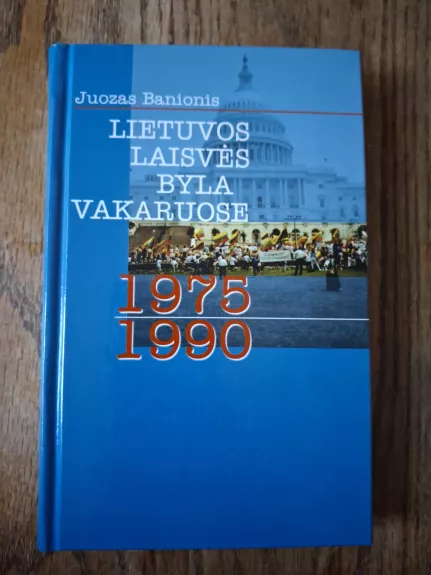 Juozas Banionis
LIETUVOS
LAISVĖS
BYLA
VAKARUOSE
1975
1990